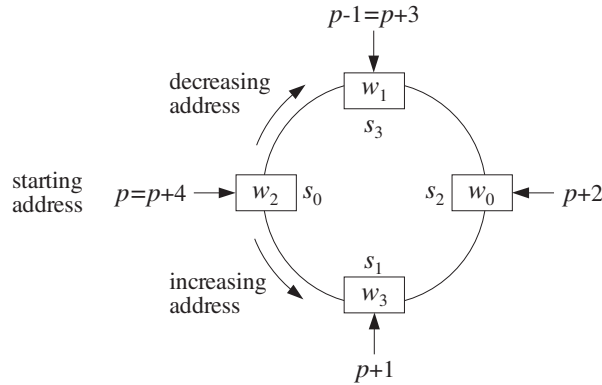 p-1=p+3
decreasing
address
w1
s3
starting
address
p=p+4
w2
s0
s2
w0
p+2
s1
increasing
address
w3
p+1